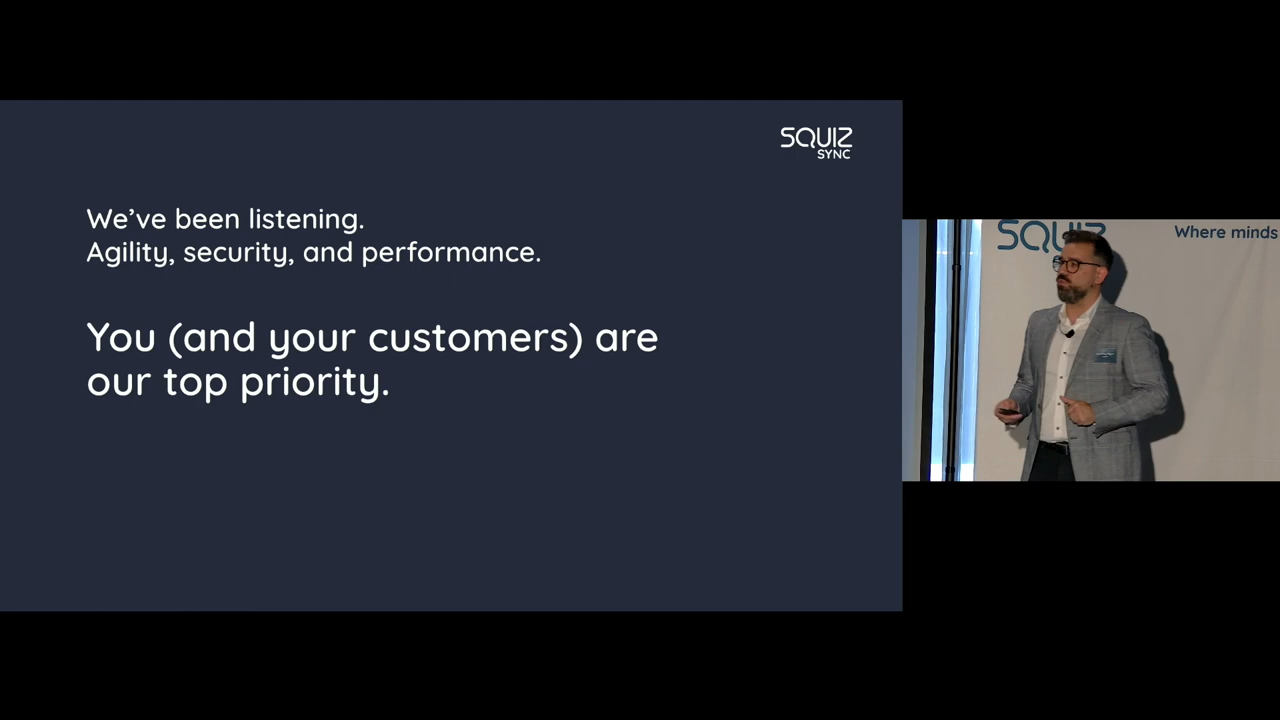 SQUIZ
SYNC
We've been listening.
Agility, security, and performance.
You (and your customers) are
our top priority.
SQUIZ
Where minds